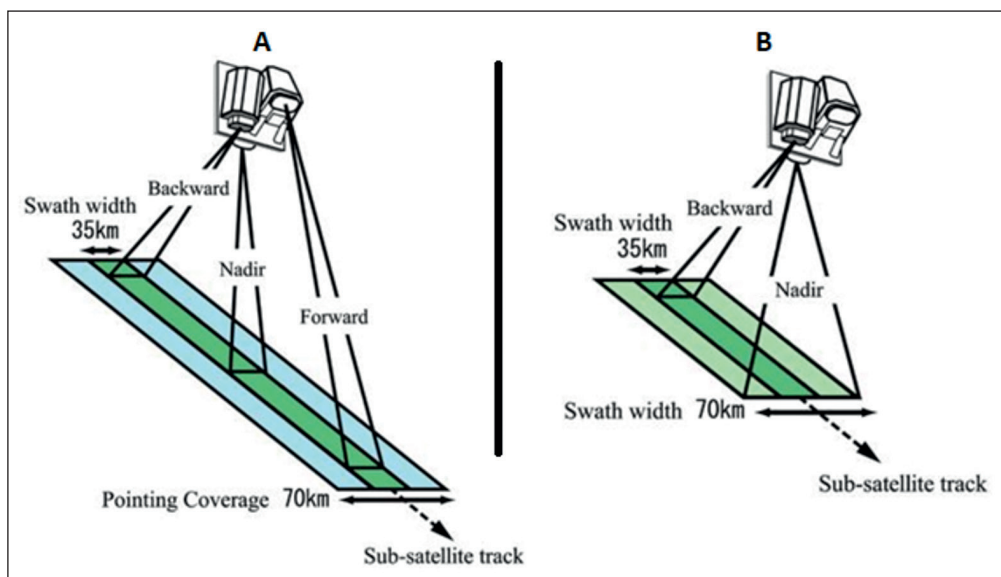 A
Backward
Swath width
35km
Nadir
Forward
Pointing Coverage 70km
Sub-satellite track
B
Backward
Swath width
35km
Nadir
Swath width 70km
Sub-satellite track